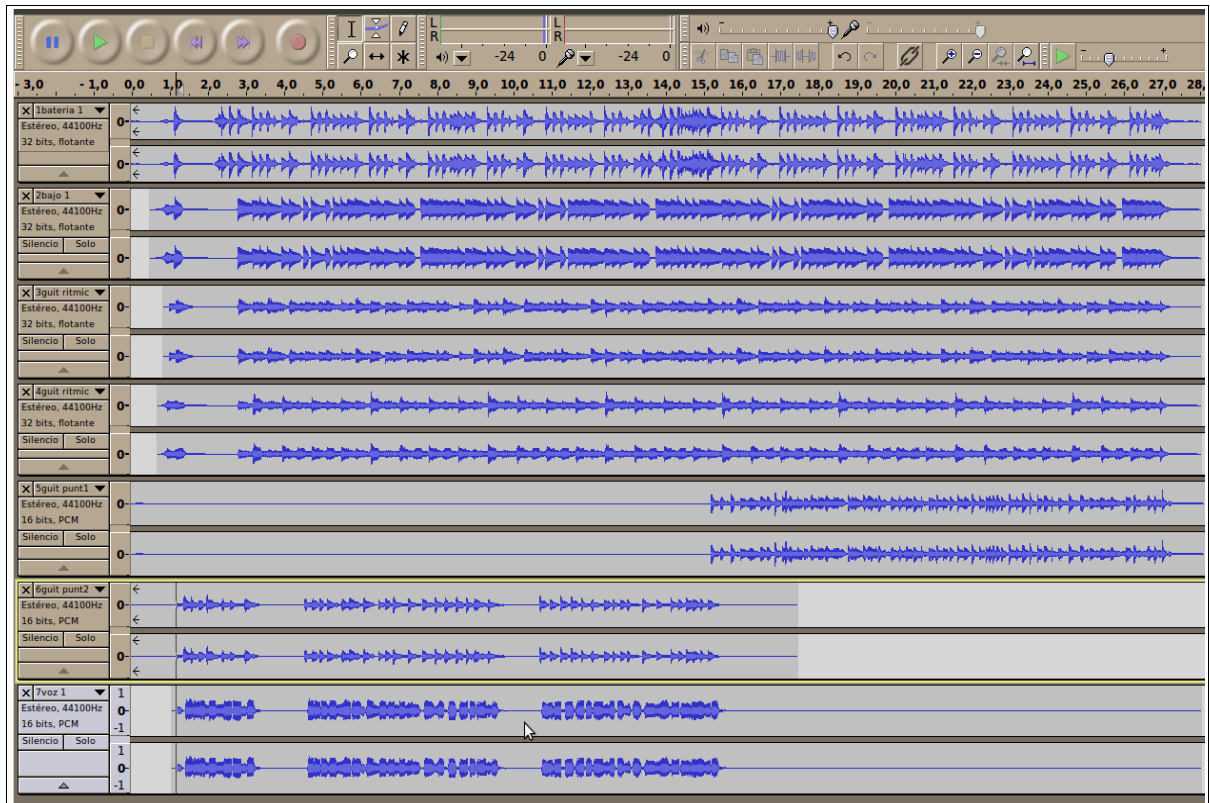 L
R
L
R
-24 0
-24 0
- 3,0 - 1,0 0,0 1,0 2,0 3,0 4,0 5,0 6,0 7,0 8,0 9,0 10,0 11,0 12,0 13,0 14,0 15,0 16,0 17,0 18,0 19,0 20,0 21,0 22,0 23,0 24,0 25,0 26,0 27,0 28,
X 1bateria 1
Estéreo, 44100Hz
32 bits, flotante
0-
0-
X 2bajo 1
Estéreo, 44100Hz
32 bits, flotante
Silencio Solo
0-
0-
X 3guit ritmic
Estéreo, 44100Hz
32 bits, flotante
Silencio Solo
0-
0-
X 4guit ritmic
Estéreo, 44100Hz
32 bits, flotante
Silencio Solo
0-
0-
X 5guit punt1
Estéreo, 44100Hz
16 bits, PCM
Silencio Solo
0-
0-
X 6guit punt2
Estéreo, 44100Hz
16 bits, PCM
Silencio Solo
0-
0-
X 7voz 1
Estéreo, 44100Hz
16 bits, PCM
Silencio Solo
1
0-
-1
1
0-
-1